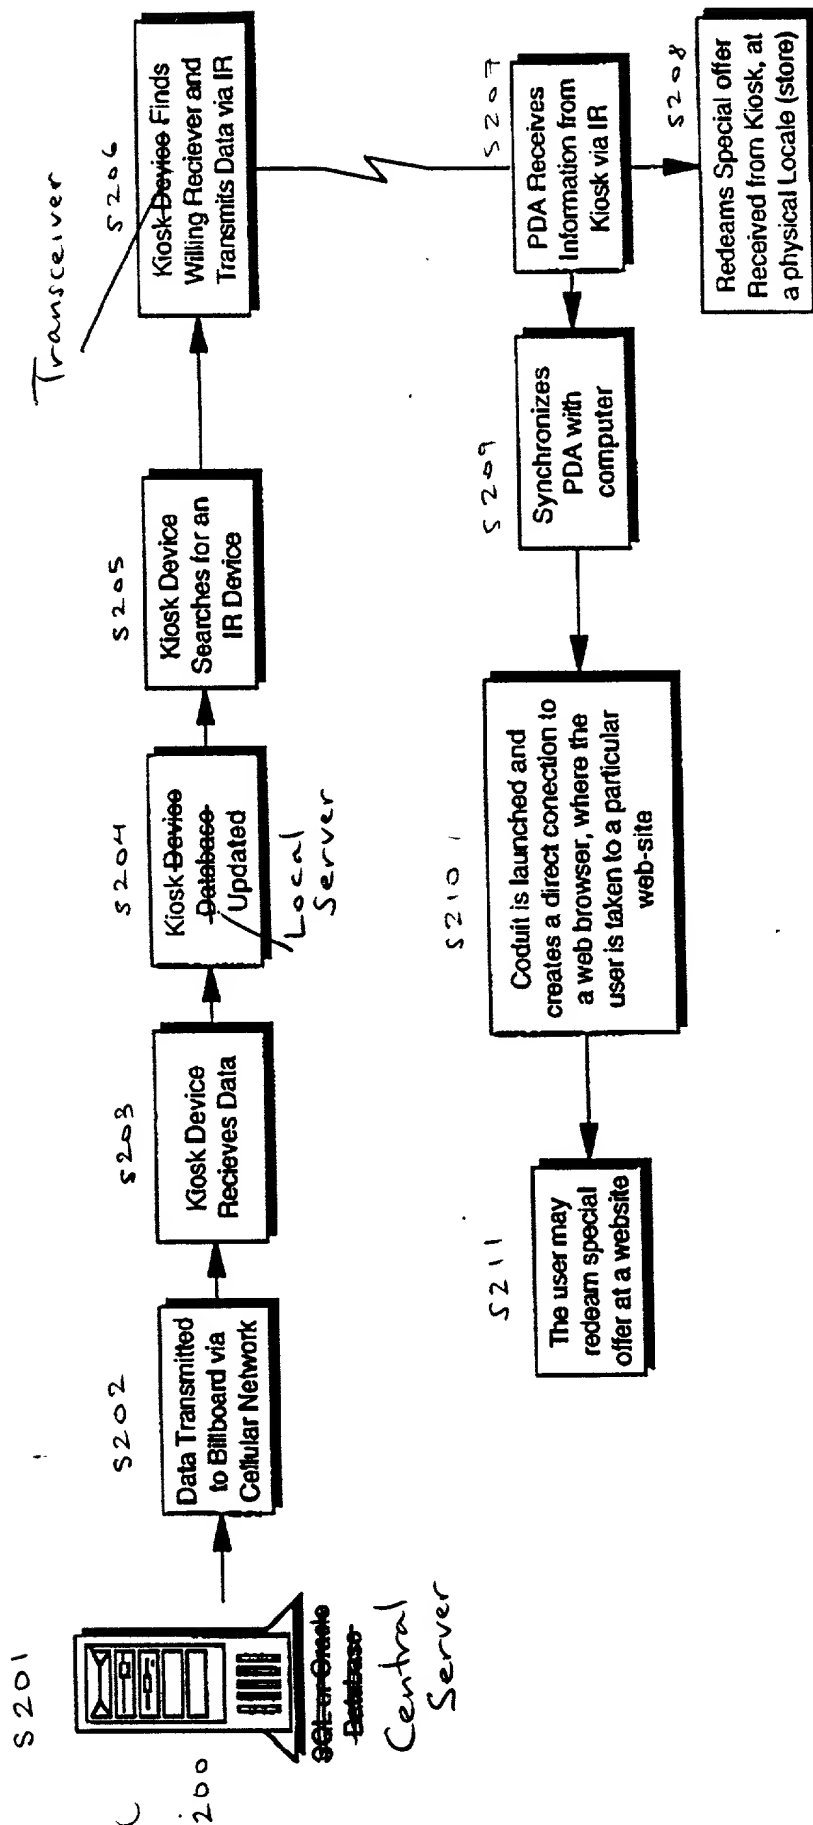 S201
200
SQL or Oracle
Database
Central
Server
S202
Data Transmitted
to Billboard via
Cellular Network
S203
Kiosk Device
Recieves Data
S204
Kiosk Device
Database
Updated
Local
Server
S205
Kiosk Device
Searches for an
IR Device
Transceiver
S206
Kiosk Device Finds
Willing Reciever and
Transmits Data via IR
S207
PDA Receives
Information from
Kiosk via IR
S208
Redeams Special offer
Received from Kiosk, at
a physical Locale (store)
S209
Synchronizes
PDA with
computer
S210
Coduit is launched and
creates a direct conection to
a web browser, where the
user is taken to a particular
web-site
S211
The user may
redeam special
offer at a website